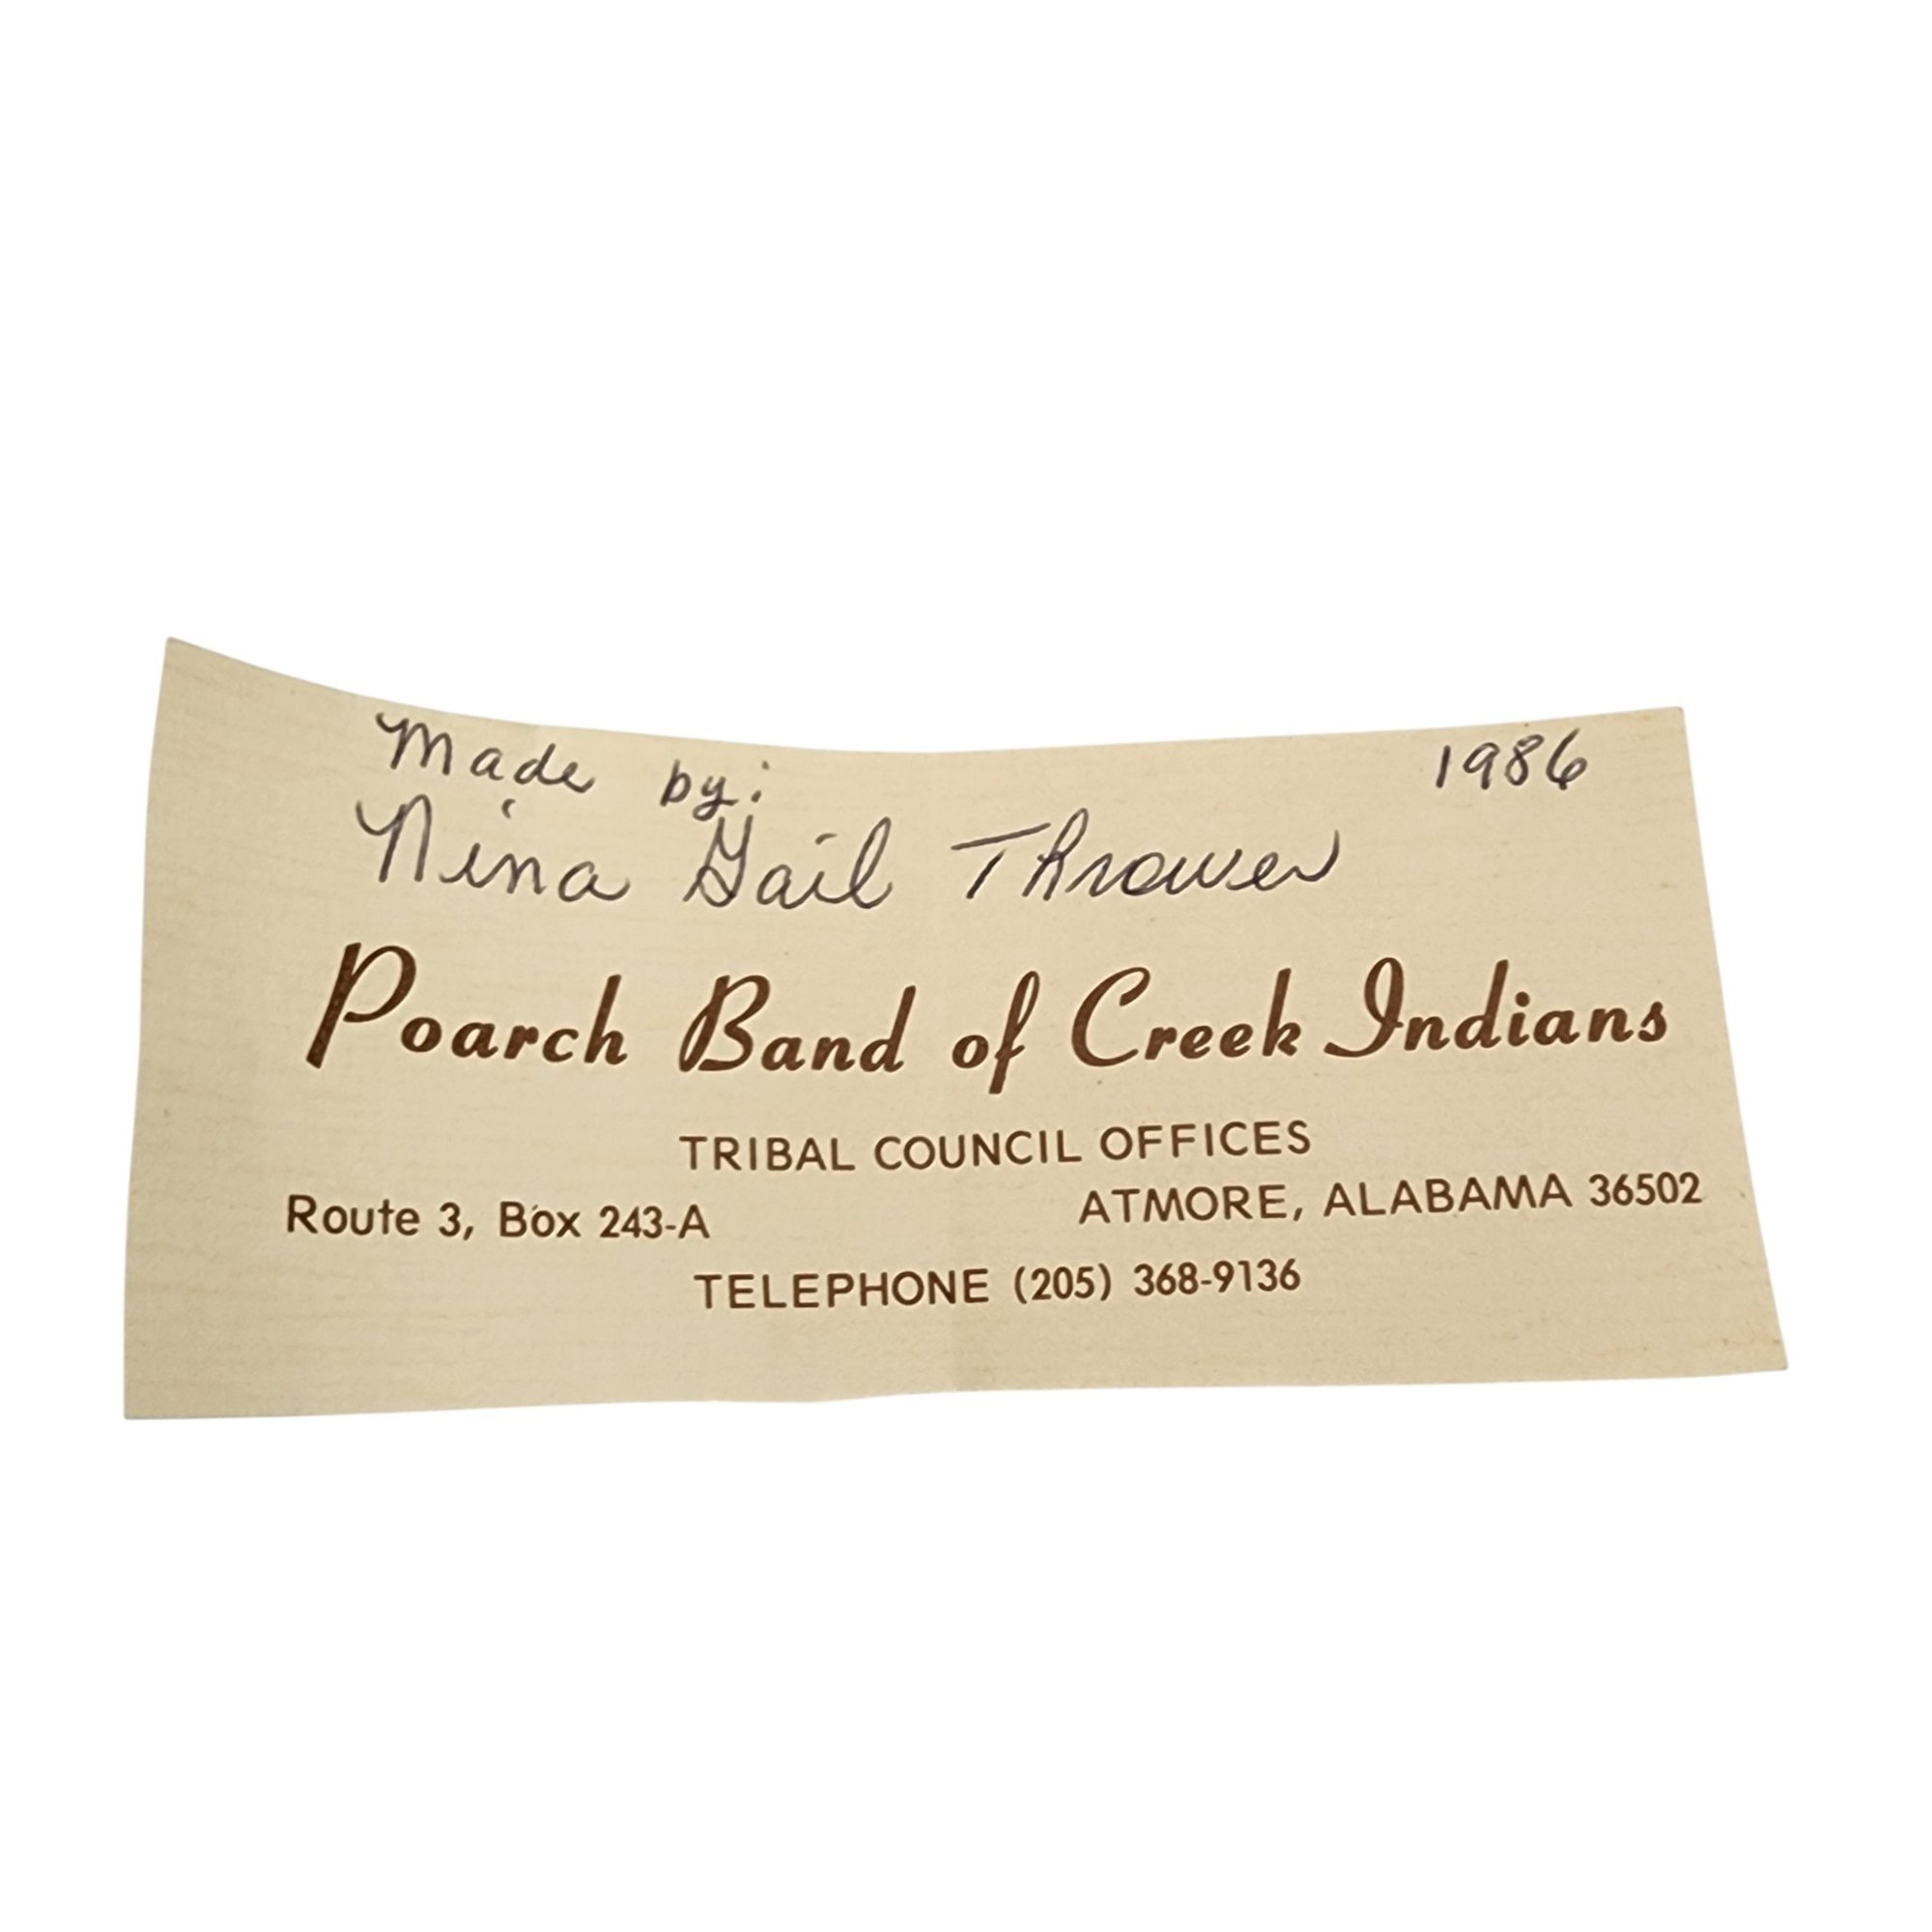 Made by: 1986
Nina Gail Thrower
Poarch Band of Creek Indians
TRIBAL COUNCIL OFFICES
Route 3, Box 243-A ATMORE, ALABAMA 36502
TELEPHONE (205) 368-9136